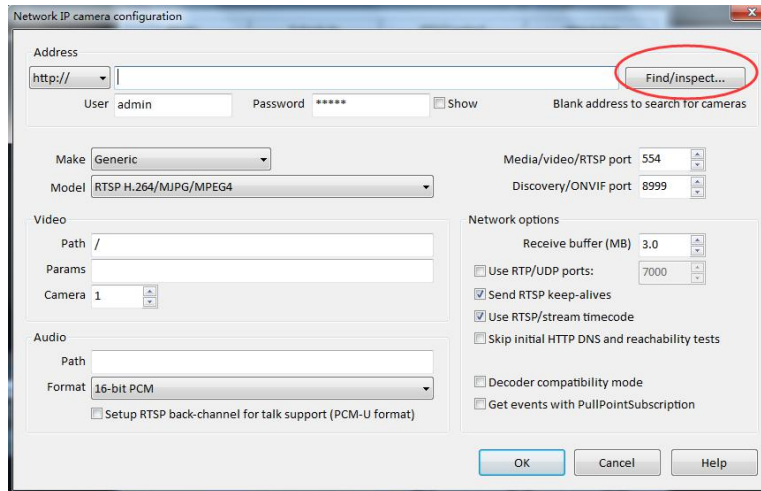 Network IP camera configuration
Address
http:// Find/inspect...
User admin Password ***** Show Blank address to search for cameras
Make Generic Media/video/RTSP port 554
Model RTSP H.264/MJPG/MPEG4 Discovery/ONVIF port 8999
Video Network options
Path / Receive buffer (MB) 3.0
Params Use RTP/UDP ports: 7000
Camera 1 Send RTSP keep-alives
Use RTSP/stream timecode
Audio Skip initial HTTP DNS and reachability tests
Path
Format 16-bit PCM Decoder compatibility mode
Setup RTSP back-channel for talk support (PCM-U format) Get events with PullPointSubscription
OK Cancel Help